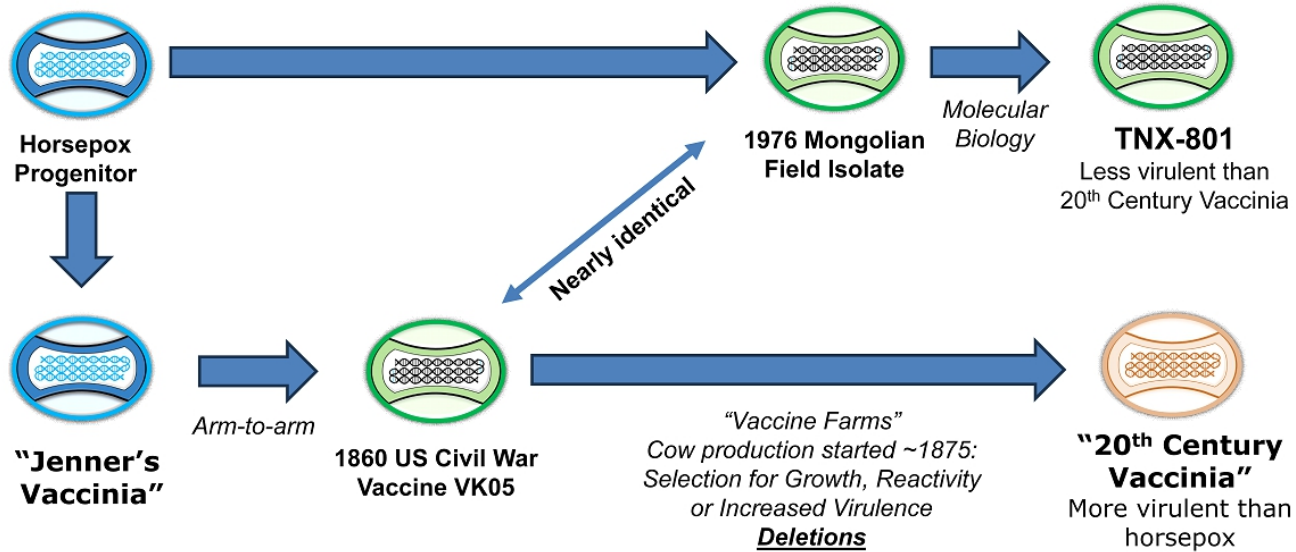 Horsepox
Progenitor
1976 Mongolian
Field Isolate
Molecular
Biology
TNX-801
Less virulent than
20th Century Vaccinia
Nearly identical
"Jenner's
Vaccinia"
Arm-to-arm
1860 US Civil War
Vaccine VK05
“Vaccine Farms”
Cow production started ~1875:
Selection for Growth, Reactivity
or Increased Virulence
Deletions
“20th Century
Vaccinia”
More virulent than
horsepox